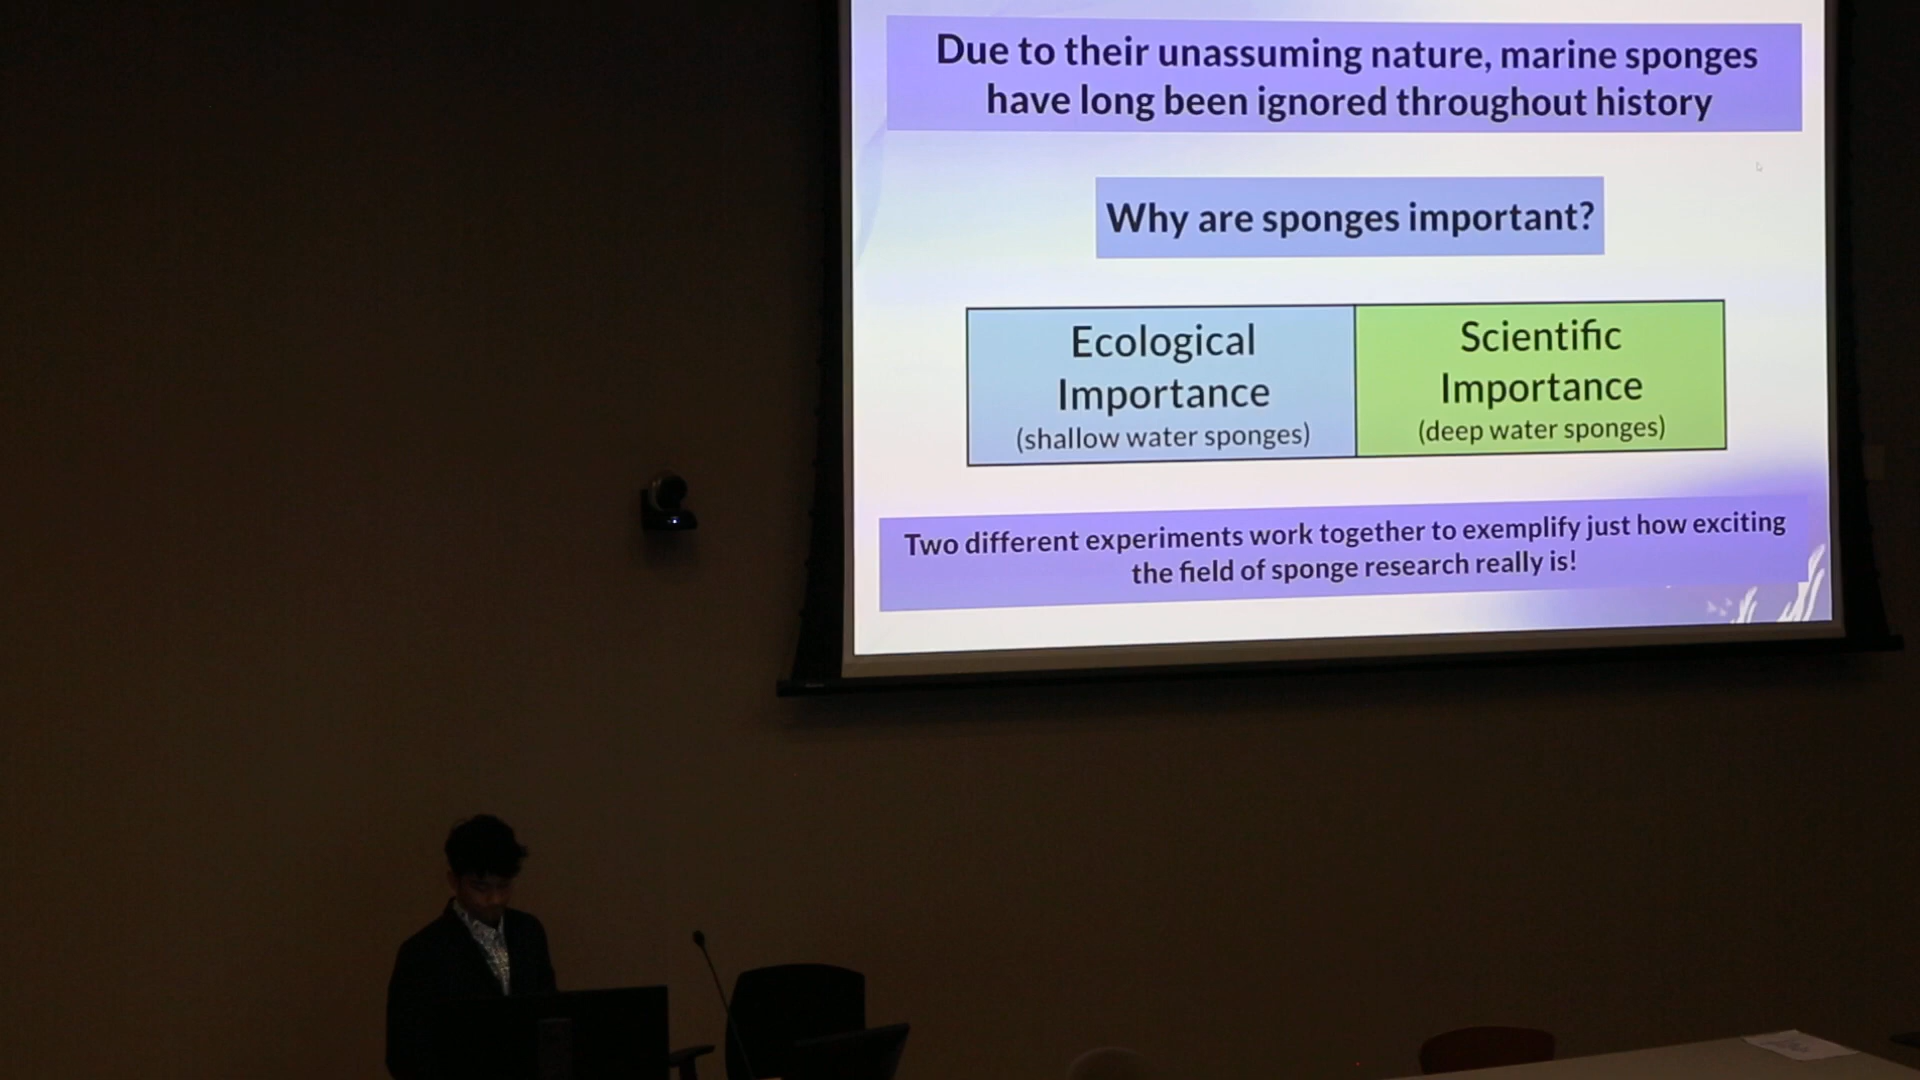 Due to their unassuming nature, marine sponges
have long been ignored throughout history
Why are sponges important?
Ecological
Importance
(shallow water sponges)
Scientific
Importance
(deep water sponges)
Two different experiments work together to exemplify just how exciting
the field of sponge research really is!